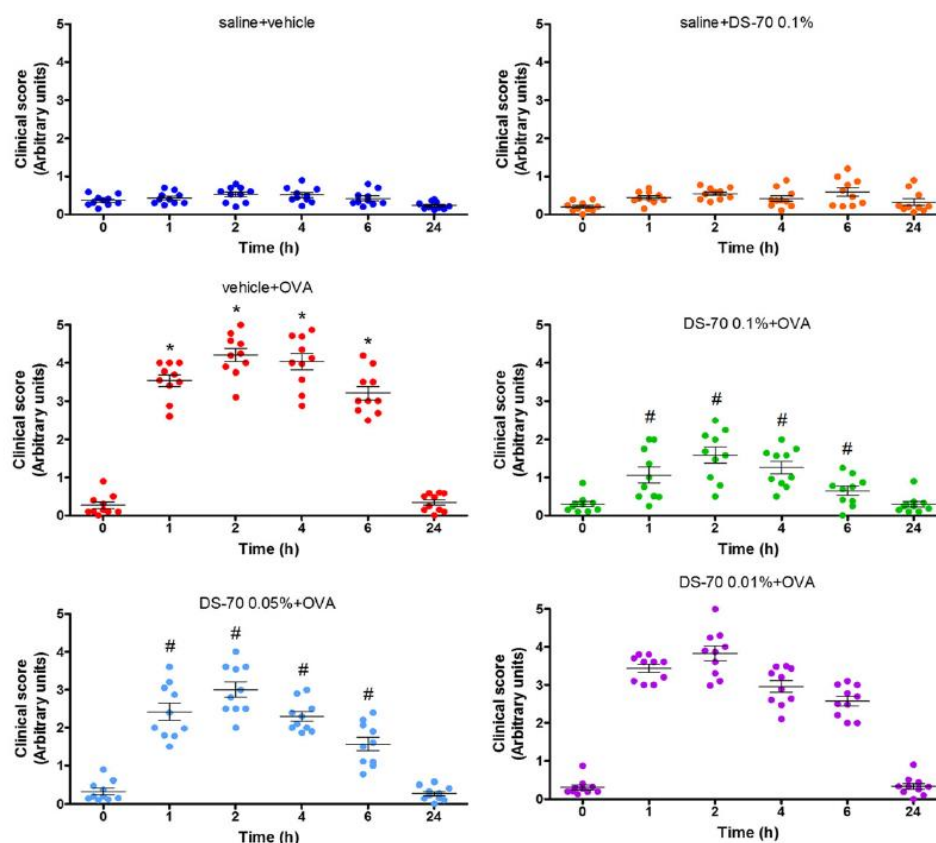 saline+vehicle
Clinical score
(Arbitrary units)
5
4
3
2
1
0
0 1 2 4 6 24
Time (h)
saline+DS-70 0.1%
Clinical score
(Arbitrary units)
5
4
3
2
1
0
0 1 2 4 6 24
Time (h)
vehicle+OVA
Clinical score
(Arbitrary units)
* * * *
5
4
3
2
1
0
0 1 2 4 6 24
Time (h)
DS-70 0.1%+OVA
Clinical score
(Arbitrary units)
# # # #
5
4
3
2
1
0
0 1 2 4 6 24
Time (h)
DS-70 0.05%+OVA
Clinical score
(Arbitrary units)
# # # #
5
4
3
2
1
0
0 1 2 4 6 24
Time (h)
DS-70 0.01%+OVA
Clinical score
(Arbitrary units)
5
4
3
2
1
0
0 1 2 4 6 24
Time (h)